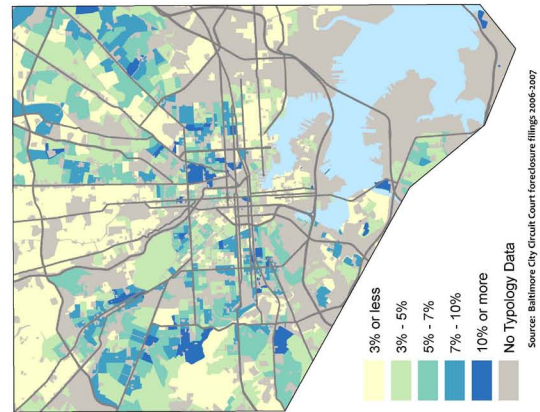 3% or less
3% - 5%
5% - 7%
7% - 10%
10% or more
No Typology Data
Source: Baltimore City Circuit Court foreclosure filings 2006-2007